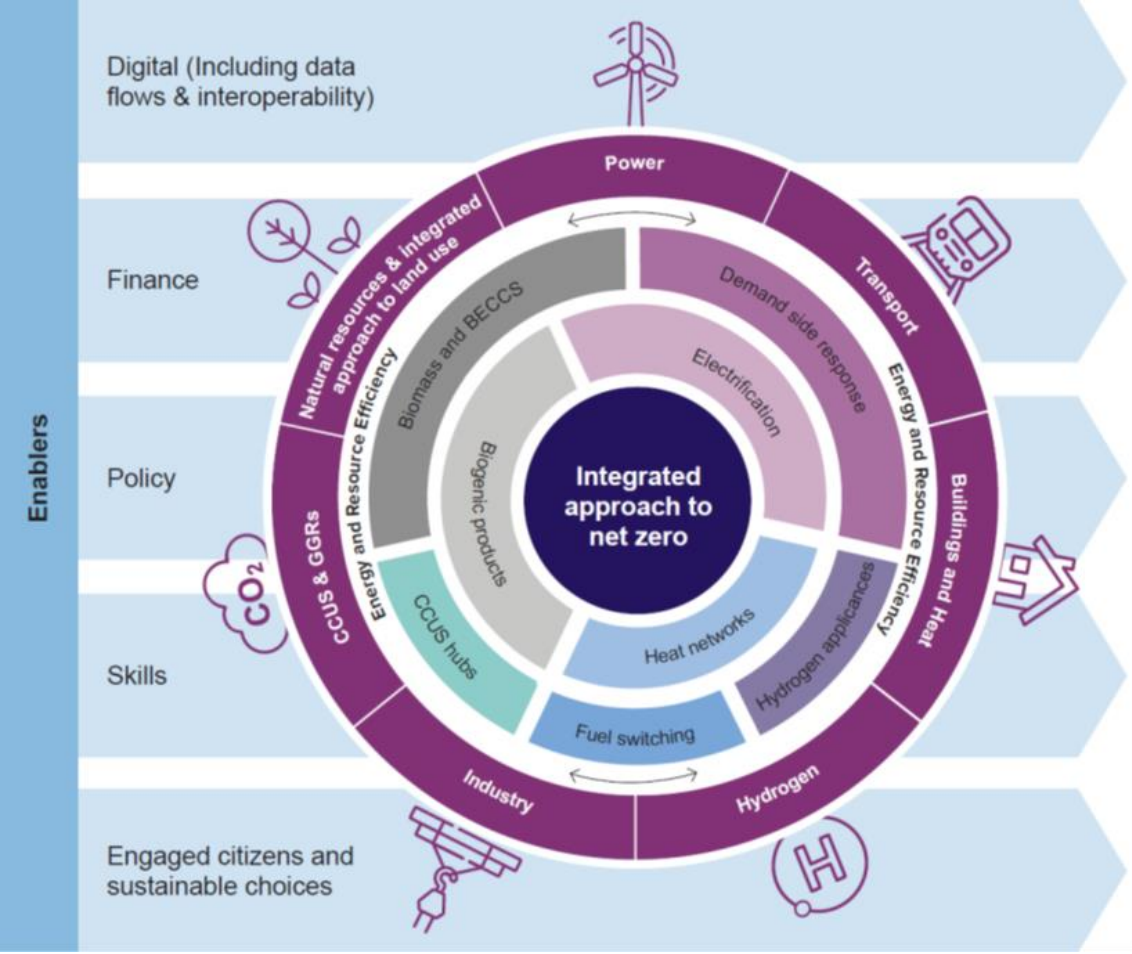 Enablers
Digital (Including data
flows & interoperability)
Finance
Policy
Skills
Engaged citizens and
sustainable choices
Power
Transport
Buildings and Heat
Hydrogen
Industry
CCUS & GGRs
Natural resources & integrated
approach to land use
Energy and Resource Efficiency
Energy and Resource Efficiency
Biomass and BECCS
Demand side response
Hydrogen applicances
Fuel switching
CCUS hubs
Biogenic products
Electrification
Heat networks
Integrated
approach to
net zero
CO2
H